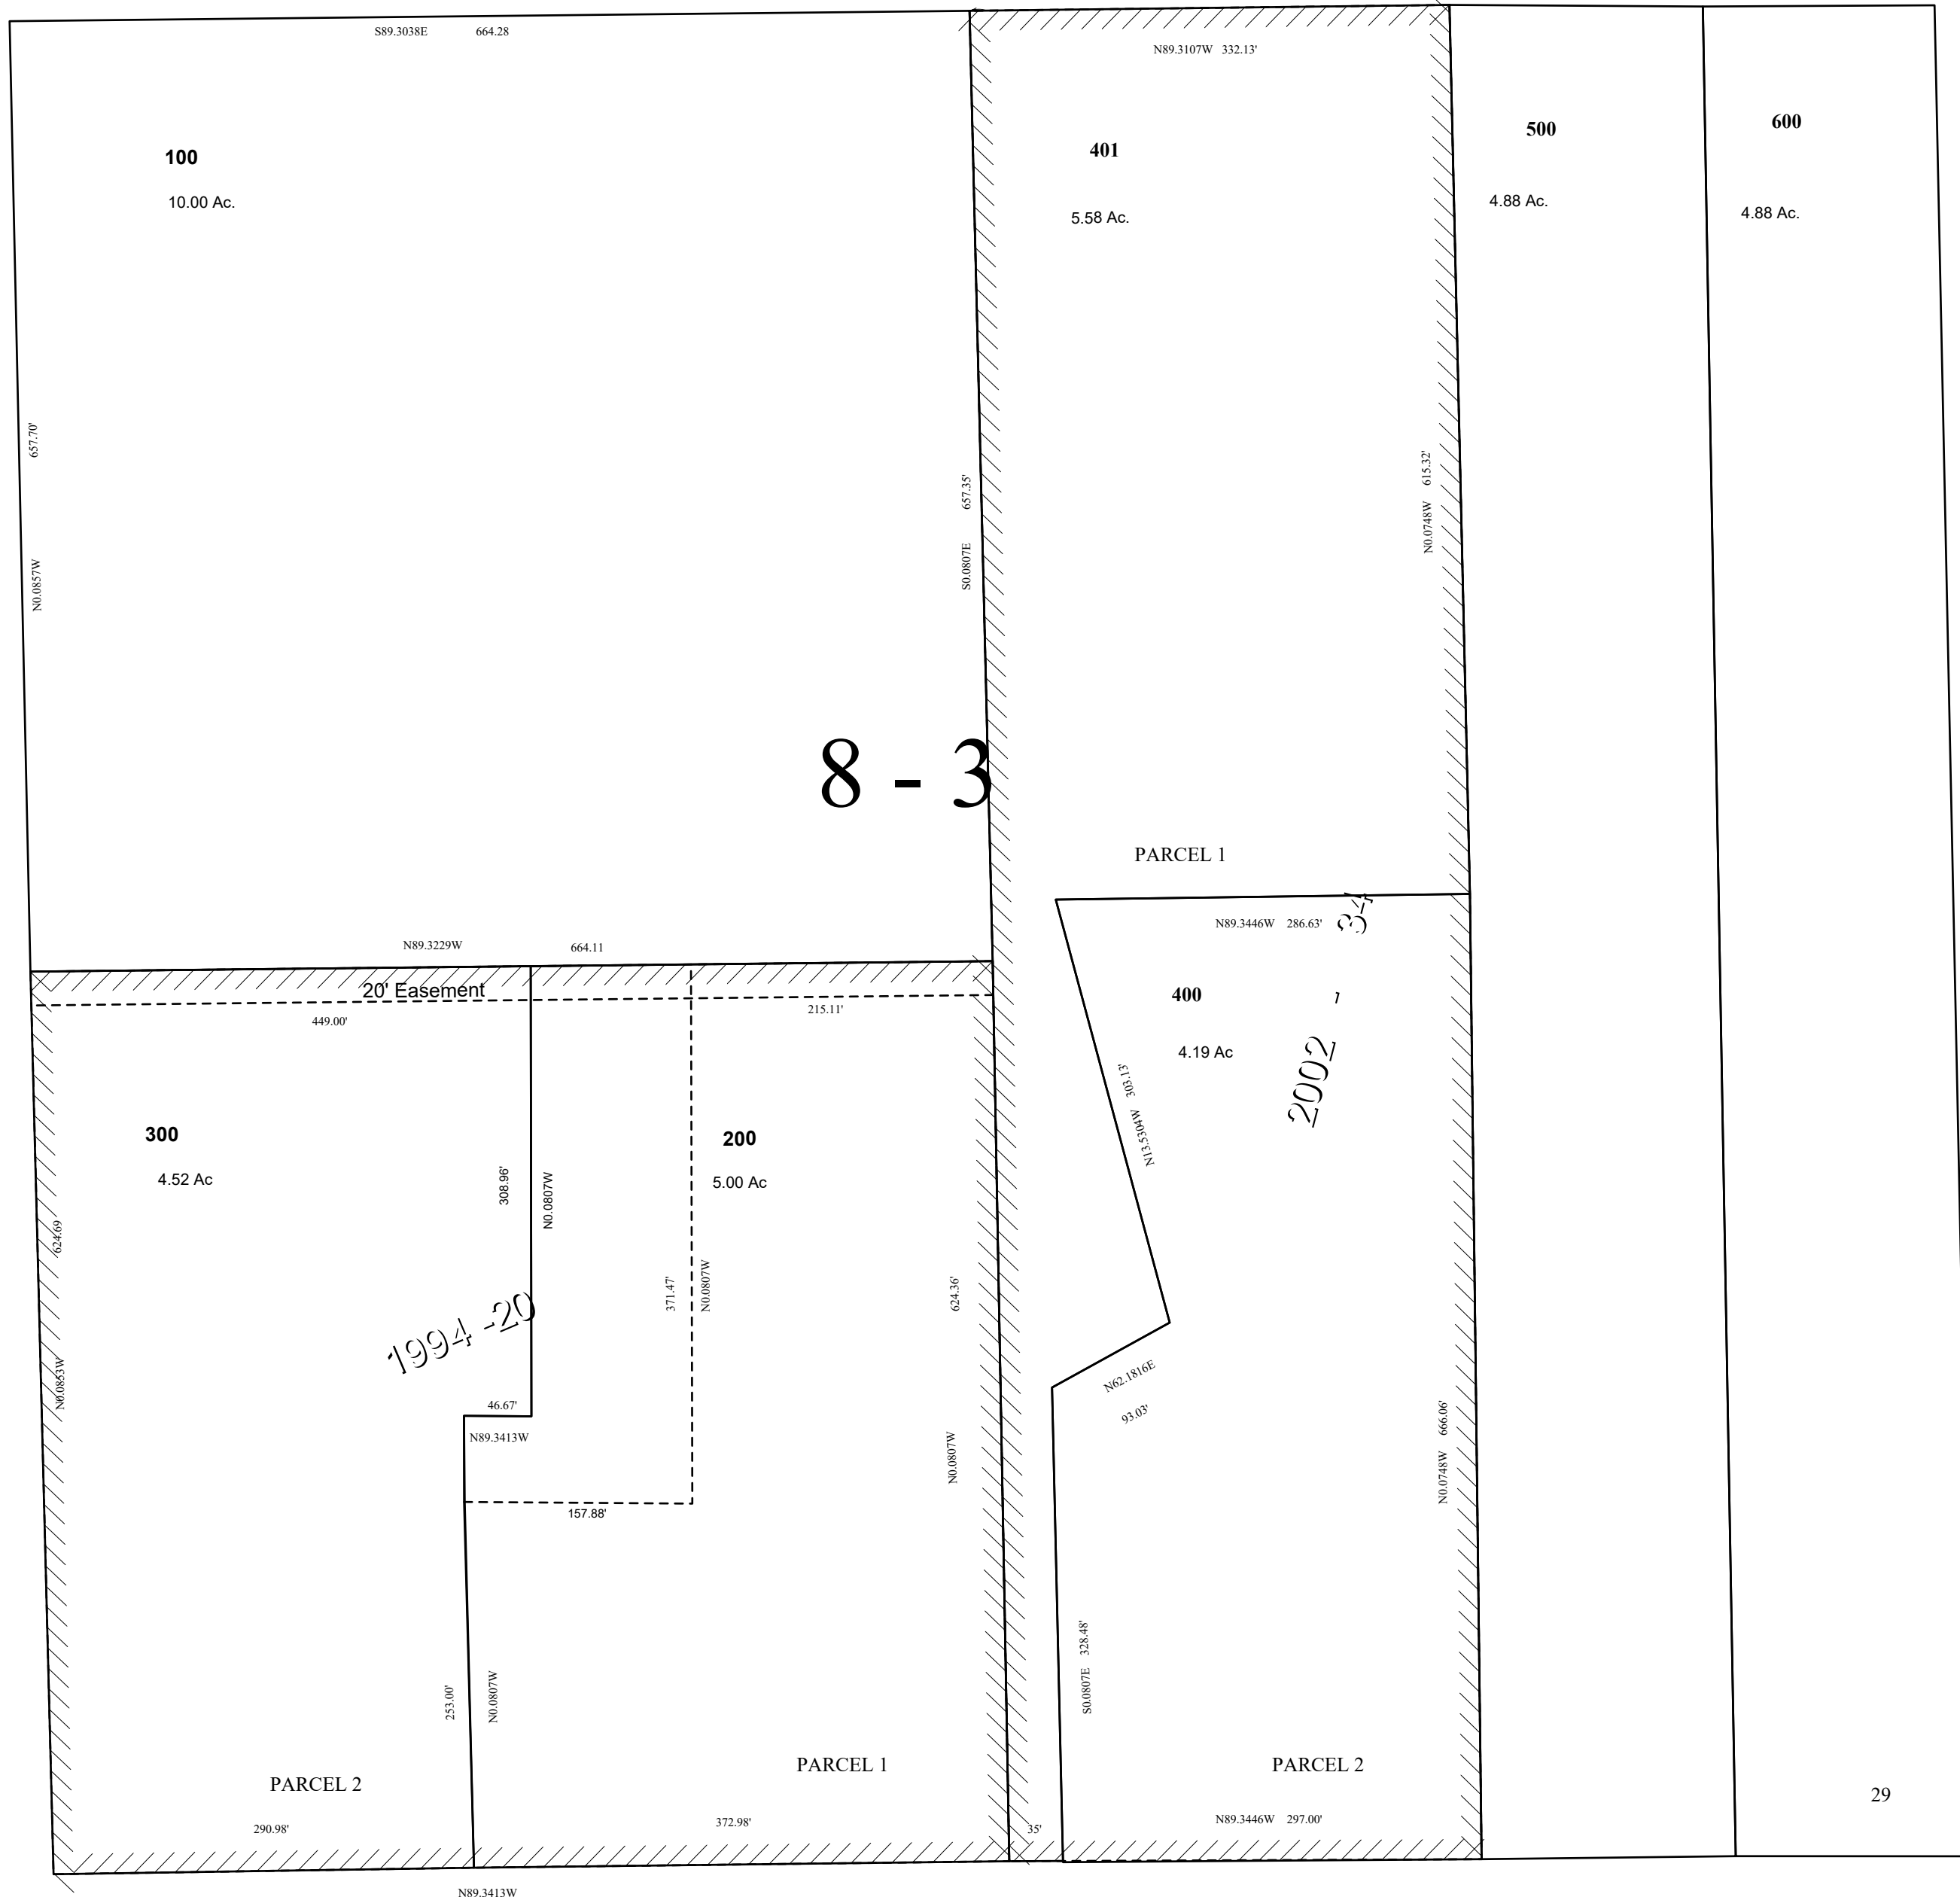 S89.3038E 664.28
N89.3107W 332.13'
100
10.00 Ac.
401
5.58 Ac.
500
4.88 Ac.
600
4.88 Ac.
657.70'
N0.0857W
657.35'
S0.0807E
615.32'
N0.0748W
8 - 3
PARCEL 1
N89.3446W 286.63'
N89.3229W 664.11
20' Easement
449.00'
215.11'
400
4.19 Ac
2002 - 34
300
4.52 Ac
200
5.00 Ac
308.96'
N0.0807W
N13.5304W 303.13'
624.69
N0.0853W
371.47'
N0.0807W
624.36'
N0.0807W
1994 -20
46.67'
N89.3413W
N62.1816E
93.03'
N0.0748W 666.06'
157.88'
253.00'
N0.0807W
S0.0807E 328.48'
PARCEL 2
PARCEL 1
PARCEL 2
29
290.98'
372.98'
35'
N89.3446W 297.00'
N89.3413W